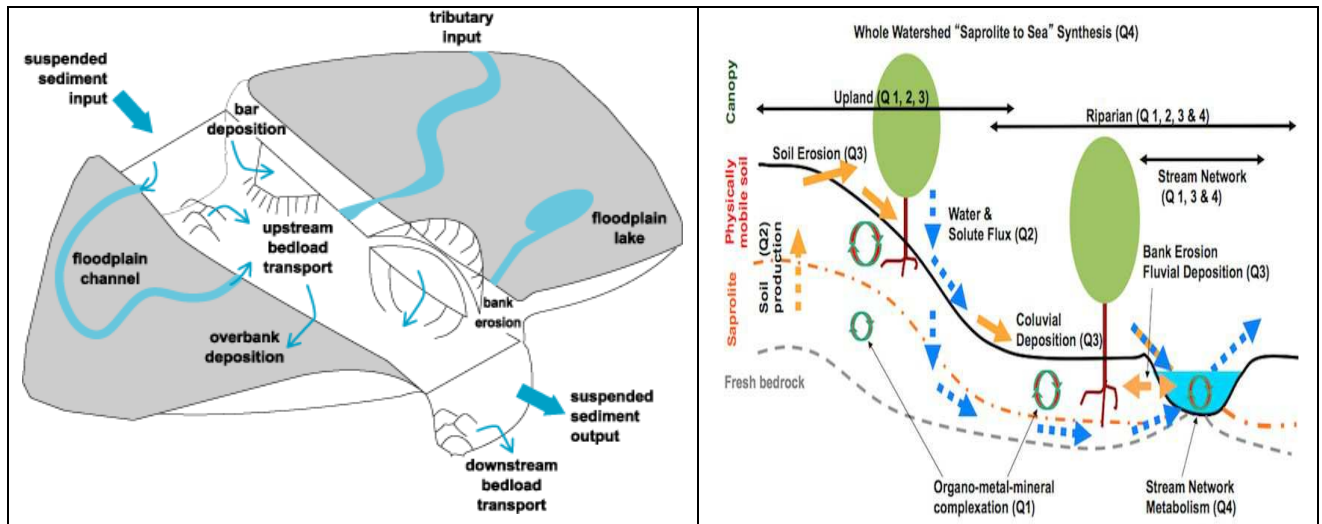 tributary
input
suspended
sediment
input
bar
deposition
floodplain
lake
upstream
bedload
transport
floodplain
channel
bank
erosion
overbank
deposition
suspended
sediment
output
downstream
bedload
transport
Whole Watershed “Saprolite to Sea” Synthesis (Q4)
Canopy
Upland (Q 1, 2, 3)
Riparian (Q 1, 2, 3 & 4)
Soil Erosion (Q3)
Stream Network
(Q 1, 3 & 4)
Physically
mobile soil
Water &
Solute Flux (Q2)
Bank Erosion
Fluvial Deposition (Q3)
Soil (Q2)
production
Saprolite
Coluvial
Deposition (Q3)
Fresh bedrock
Organo-metal-mineral
complexation (Q1)
Stream Network
Metabolism (Q4)